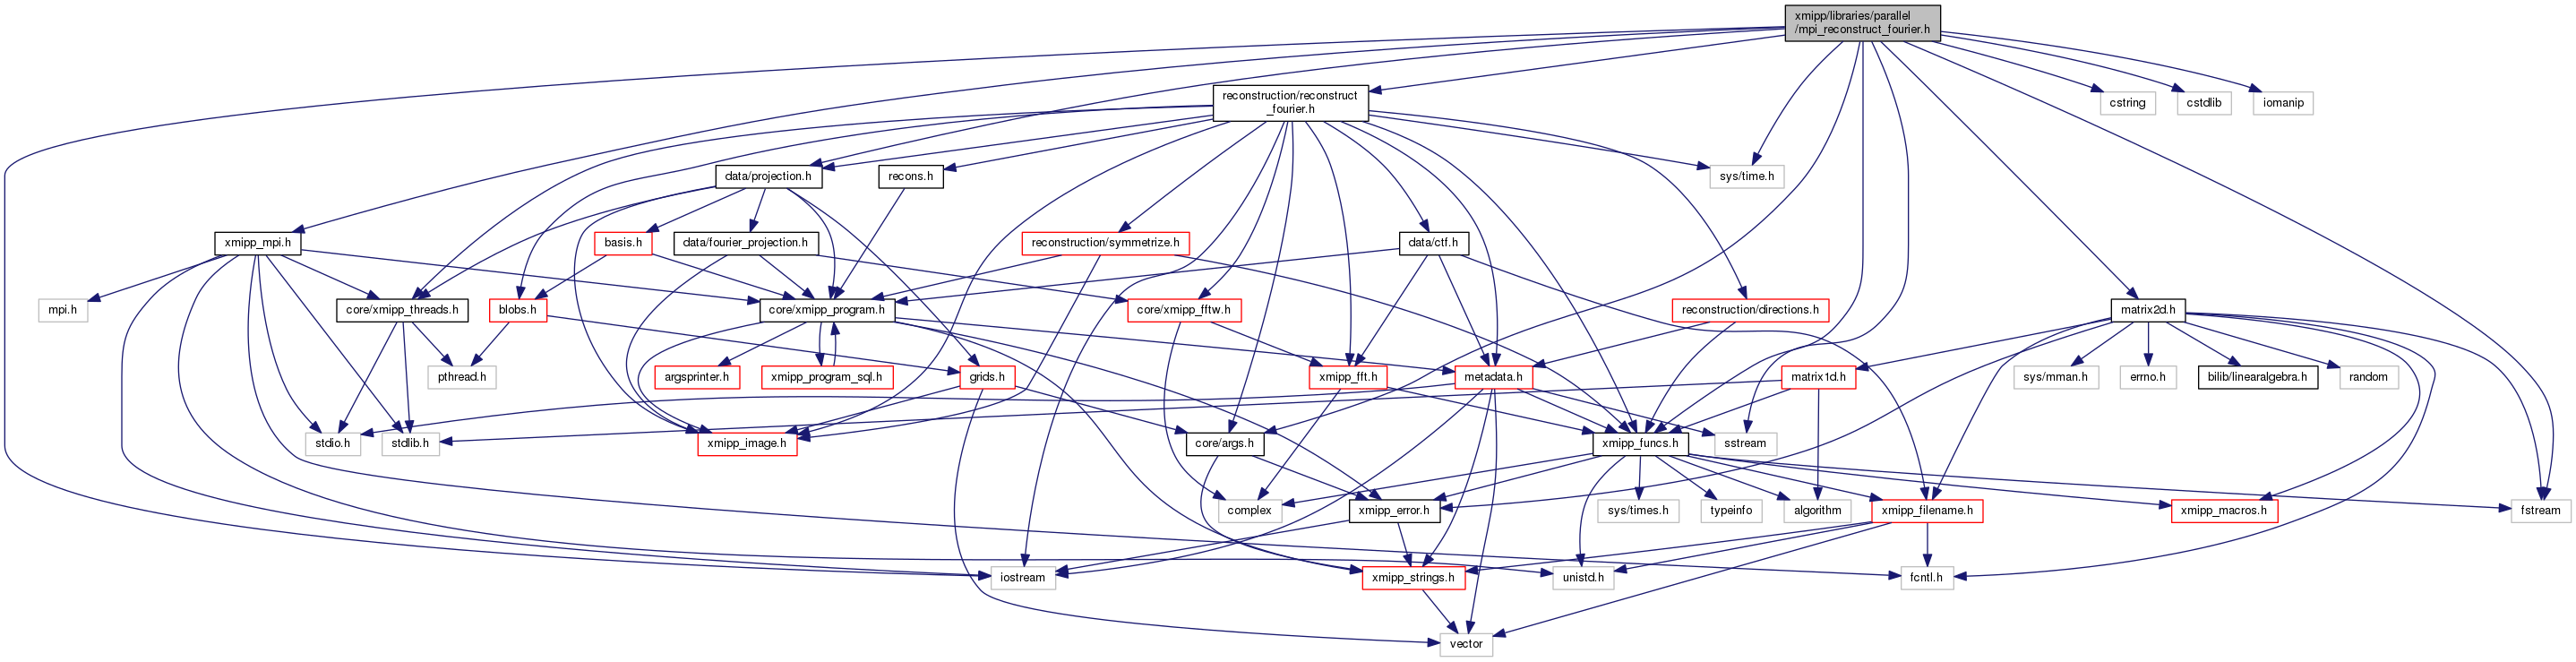 xmipp/libraries/parallel
/mpi_reconstruct_fourier.h
reconstruction/reconstruct
_fourier.h
cstring
cstdlib
iomanip
data/projection.h
recons.h
sys/time.h
xmipp_mpi.h
basis.h
data/fourier_projection.h
reconstruction/symmetrize.h
data/ctf.h
mpi.h
core/xmipp_threads.h
blobs.h
core/xmipp_program.h
core/xmipp_fftw.h
reconstruction/directions.h
matrix2d.h
pthread.h
argsprinter.h
xmipp_program_sql.h
grids.h
xmipp_fft.h
metadata.h
matrix1d.h
sys/mman.h
errno.h
bilib/linearalgebra.h
random
stdio.h
stdlib.h
xmipp_image.h
core/args.h
xmipp_funcs.h
sstream
complex
xmipp_error.h
sys/times.h
typeinfo
algorithm
xmipp_filename.h
xmipp_macros.h
fstream
iostream
xmipp_strings.h
unistd.h
fcntl.h
vector